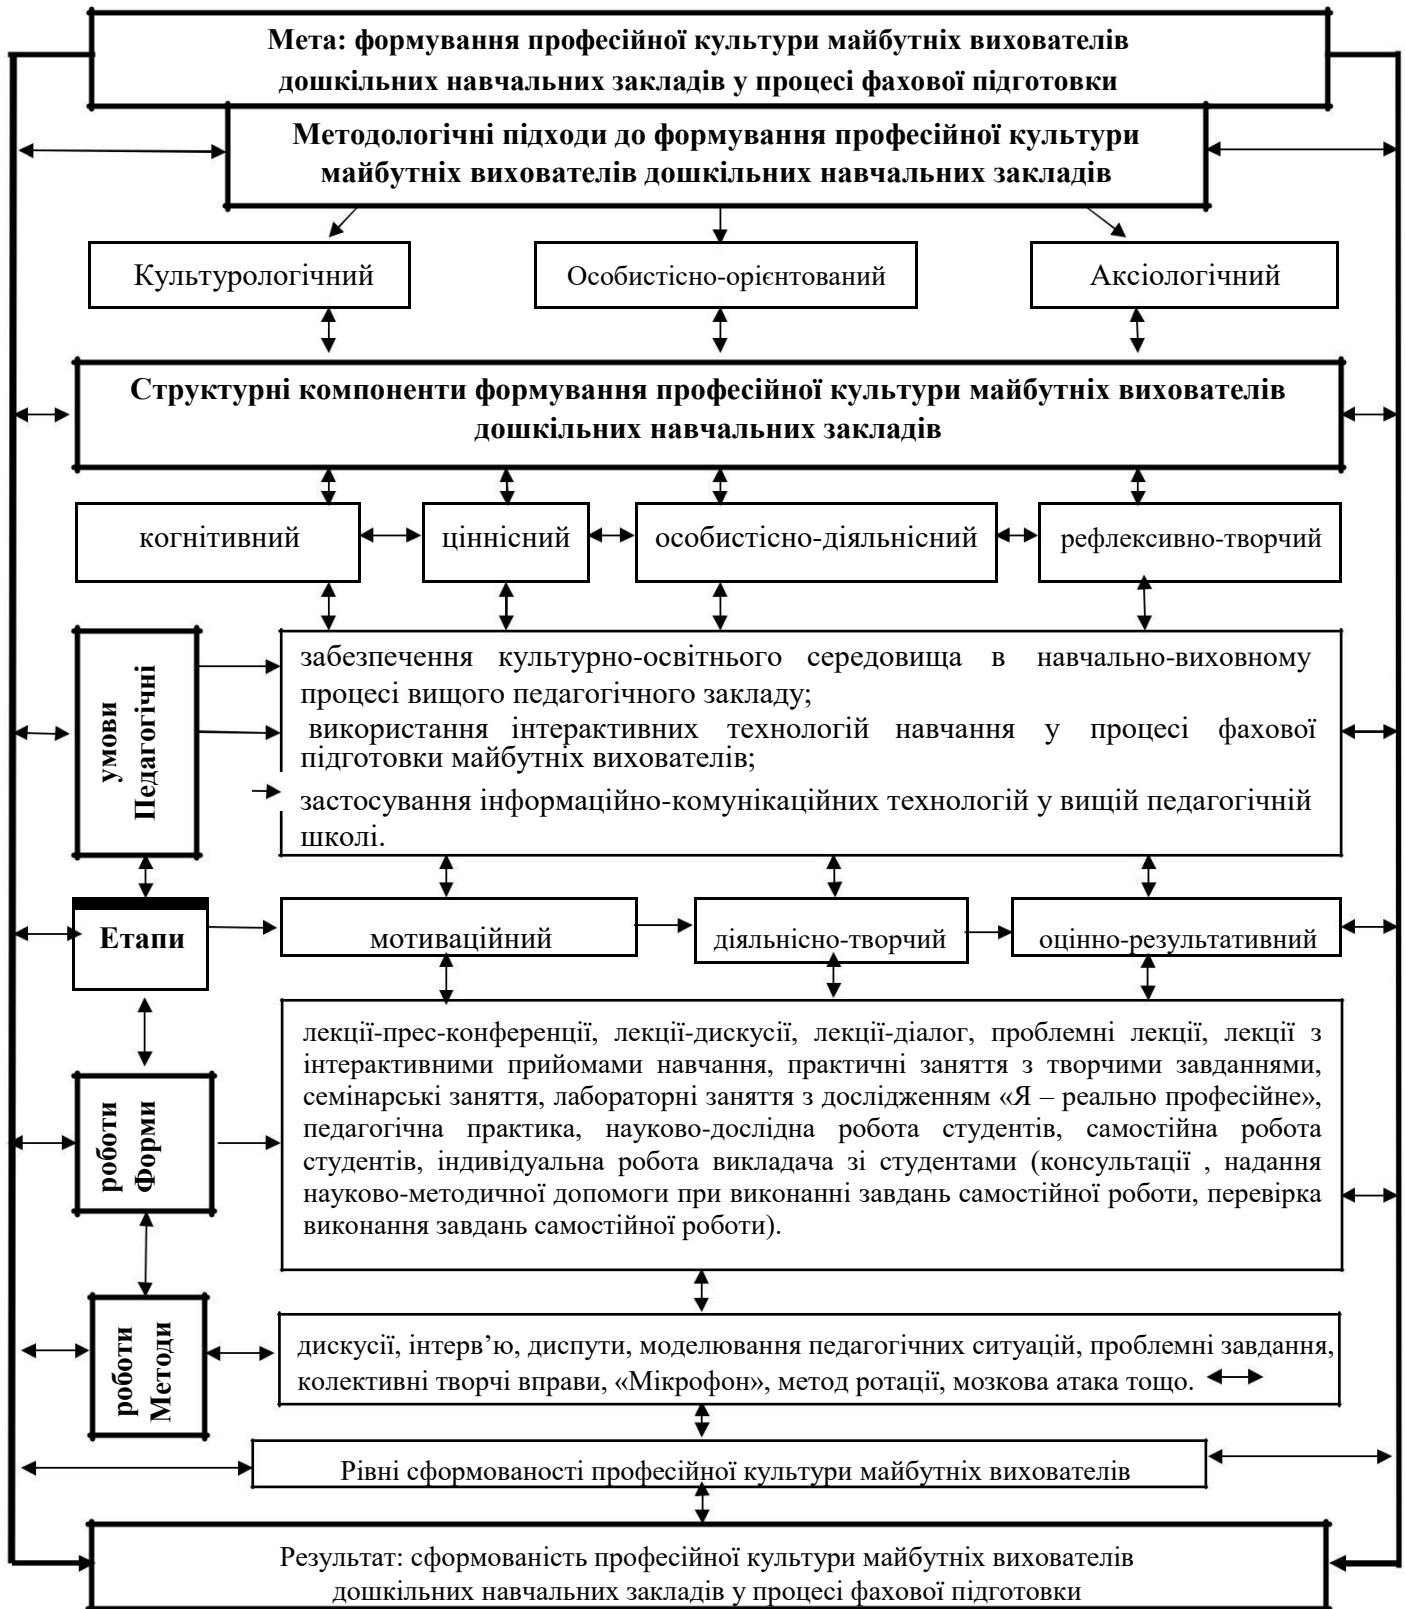 Мета: формування професійної культури майбутніх вихователів
дошкільних навчальних закладів у процесі фахової підготовки
Методологічні підходи до формування професійної культури
майбутніх вихователів дошкільних навчальних закладів
Культурологічний
Особистісно-орієнтований
Аксіологічний
Структурні компоненти формування професійної культури майбутніх вихователів
дошкільних навчальних закладів
когнітивний
ціннісний
особистісно-діяльнісний
рефлексивно-творчий
умови
Педагогічні
забезпечення культурно-освітнього середовища в навчально-виховному
процесі вищого педагогічного закладу;
використання інтерактивних технологій навчання у процесі фахової
підготовки майбутніх вихователів;
застосування інформаційно-комунікаційних технологій у вищій педагогічній
школі.
Етапи
мотиваційний
діяльнісно-творчий
оцінно-результативний
роботи
Форми
лекції-прес-конференції, лекції-дискусії, лекції-діалог, проблемні лекції, лекції з
інтерактивними прийомами навчання, практичні заняття з творчими завданнями,
семінарські заняття, лабораторні заняття з дослідженням «Я – реально професійне»,
педагогічна практика, науково-дослідна робота студентів, самостійна робота
студентів, індивідуальна робота викладача зі студентами (консультації , надання
науково-методичної допомоги при виконанні завдань самостійної роботи, перевірка
виконання завдань самостійної роботи).
роботи
Методи
дискусії, інтерв’ю, диспути, моделювання педагогічних ситуацій, проблемні завдання,
колективні творчі вправи, «Мікрофон», метод ротації, мозкова атака тощо.
Рівні сформованості професійної культури майбутніх вихователів
Результат: сформованість професійної культури майбутніх вихователів
дошкільних навчальних закладів у процесі фахової підготовки